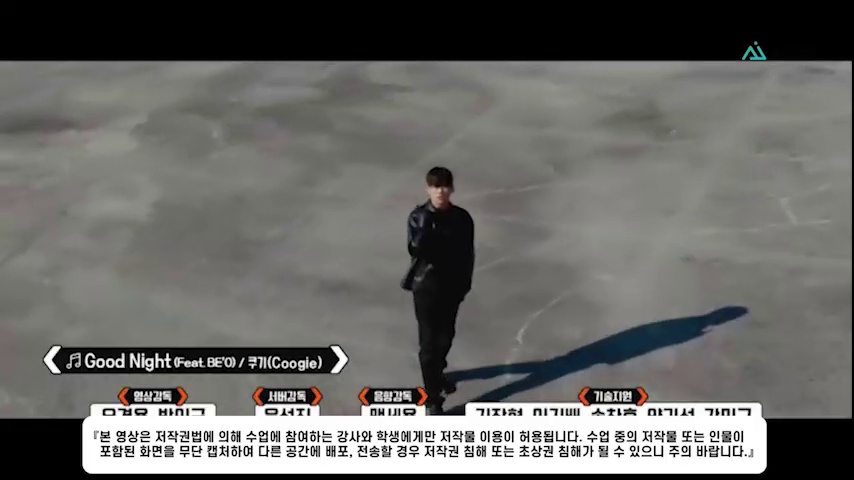 Good Night (Feat. BE'O) / 쿠기(Coogie)
영상감독 서버감독 음향감독 기술지원
『본 영상은 저작권법에 의해 수업에 참여하는 강사와 학생에게만 저작물 이용이 허용됩니다. 수업 중의 저작물 또는 인물이
포함된 화면을 무단 캡처하여 다른 공간에 배포, 전송할 경우 저작권 침해 또는 초상권 침해가 될 수 있으니 주의 바랍니다.』